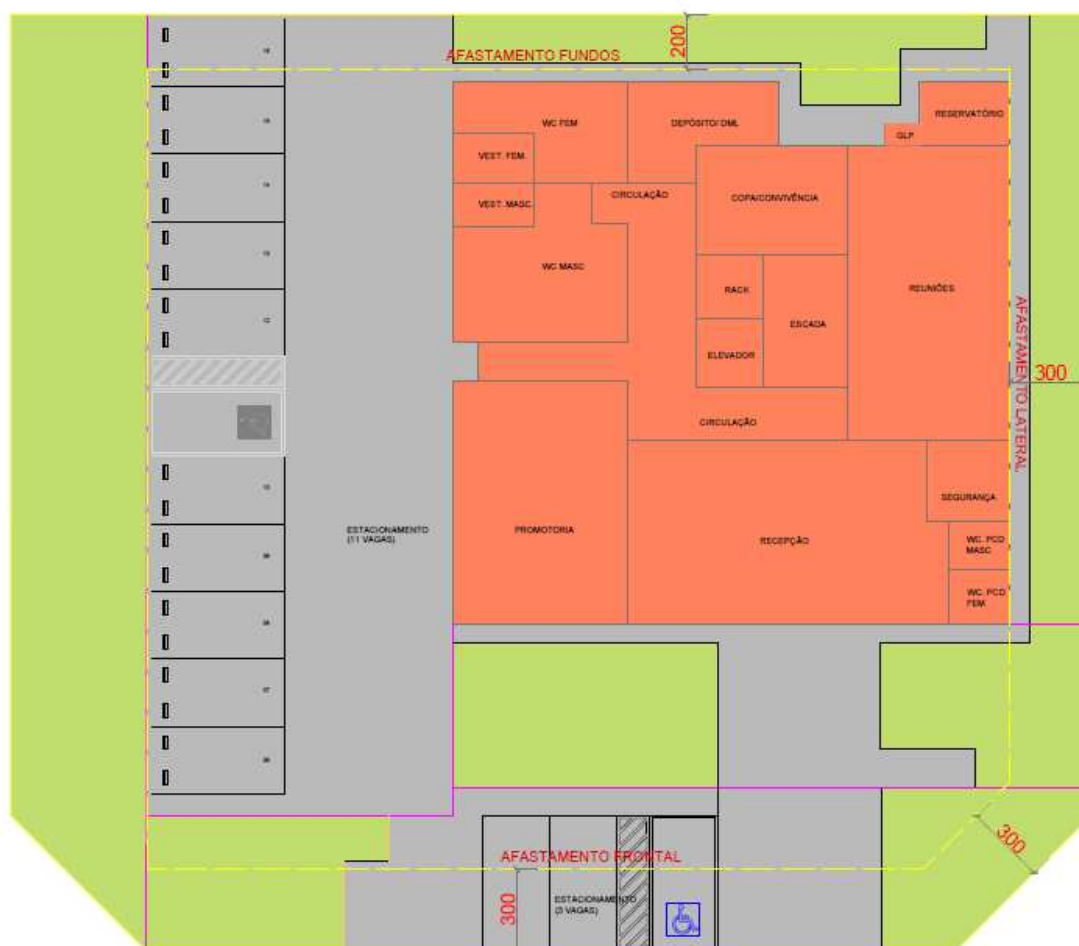 AFASTAMENTO FUNDOS
200
WC FEM
DEPÓSITO/ DML
RESERVATÓRIO
GLP
VEST. FEM.
VEST. MASC.
CIRCULAÇÃO
COPA/CONVIVÊNCIA
WC MASC
RACK
REUNIÕES
ESCADA
ELEVADOR
AFASTAMENTO LATERAL
300
CIRCULAÇÃO
SEGURANÇA
ESTACIONAMENTO
(11 VAGAS)
PROMOTORIA
RECEPÇÃO
WC. PCD
MASC
WC. PCD
FEM
300
AFASTAMENTO FRONTAL
300
ESTACIONAMENTO
(3 VAGAS)